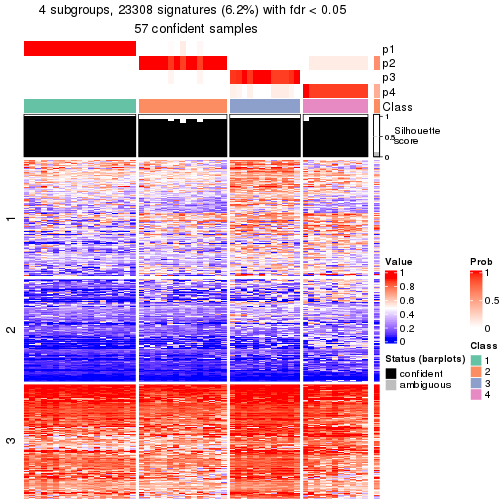 4 subgroups, 23308 signatures (6.2%) with fdr < 0.05
57 confident samples
p1
p2
p3
p4
Class
1
0.5
0
Silhouette
score
1
2
3
Value
1
0.8
0.6
0.4
0.2
0
Status (barplots)
confident
ambiguous
Prob
1
0.5
0
Class
1
2
3
4